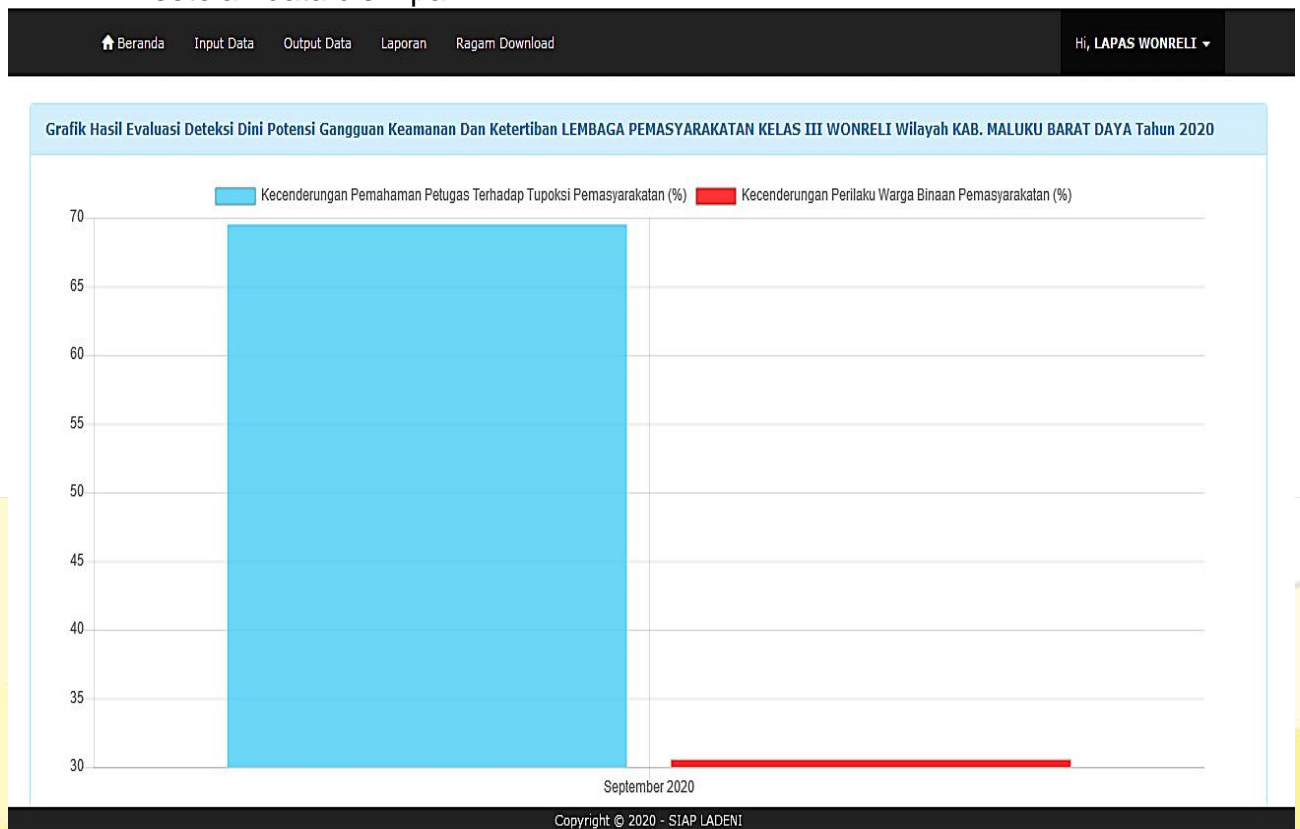 Beranda Input Data Output Data Laporan Ragam Download Hi, LAPAS WONRELI
Grafik Hasil Evaluasi Deteksi Dini Potensi Gangguan Keamanan Dan Ketertiban LEMBAGA PEMASYARAKATAN KELAS III WONRELI Wilayah KAB. MALUKU BARAT DAYA Tahun 2020
Kecenderungan Pemahaman Petugas Terhadap Tupoksi Pemasyarakatan (%) Kecenderungan Perilaku Warga Binaan Pemasyarakatan (%)
70
65
60
55
50
45
40
35
30
September 2020
Copyright © 2020 - SIAP LADENI